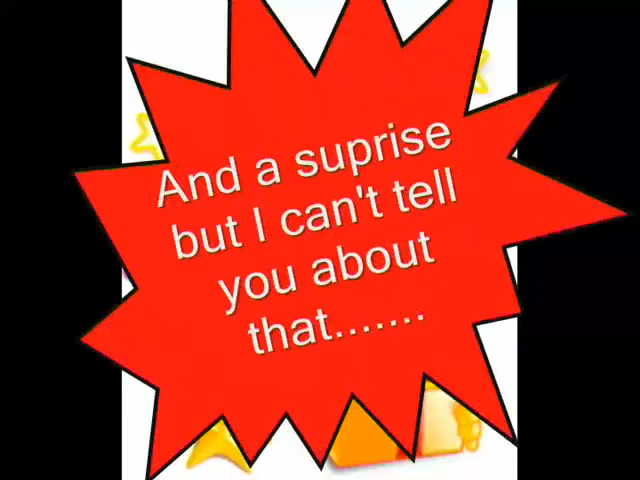 And a suprise
but I can't tell
you about
that.......